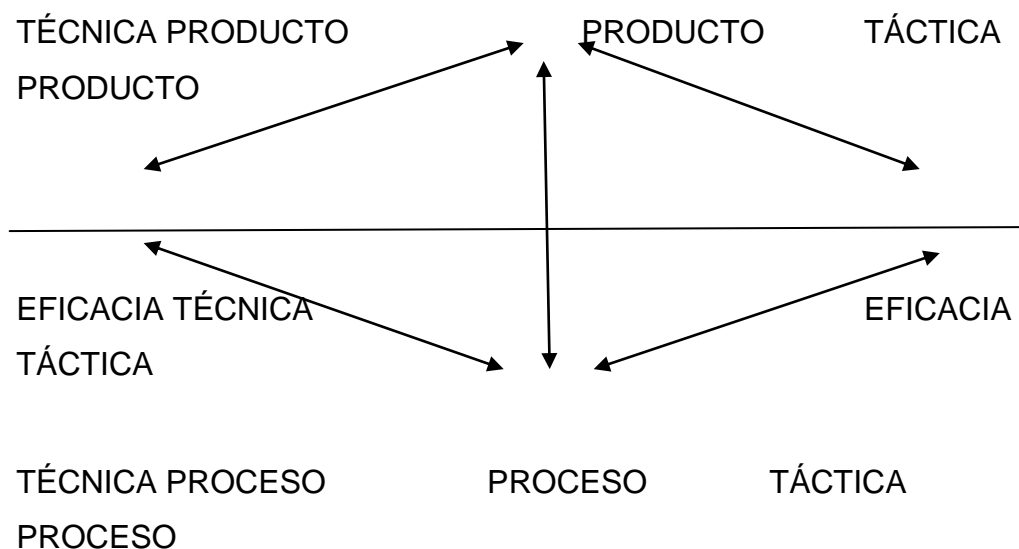 TÉCNICA PRODUCTO PRODUCTO TÁCTICA
PRODUCTO
EFICACIA TÉCNICA EFICACIA
TÁCTICA
TÉCNICA PROCESO PROCESO TÁCTICA
PROCESO